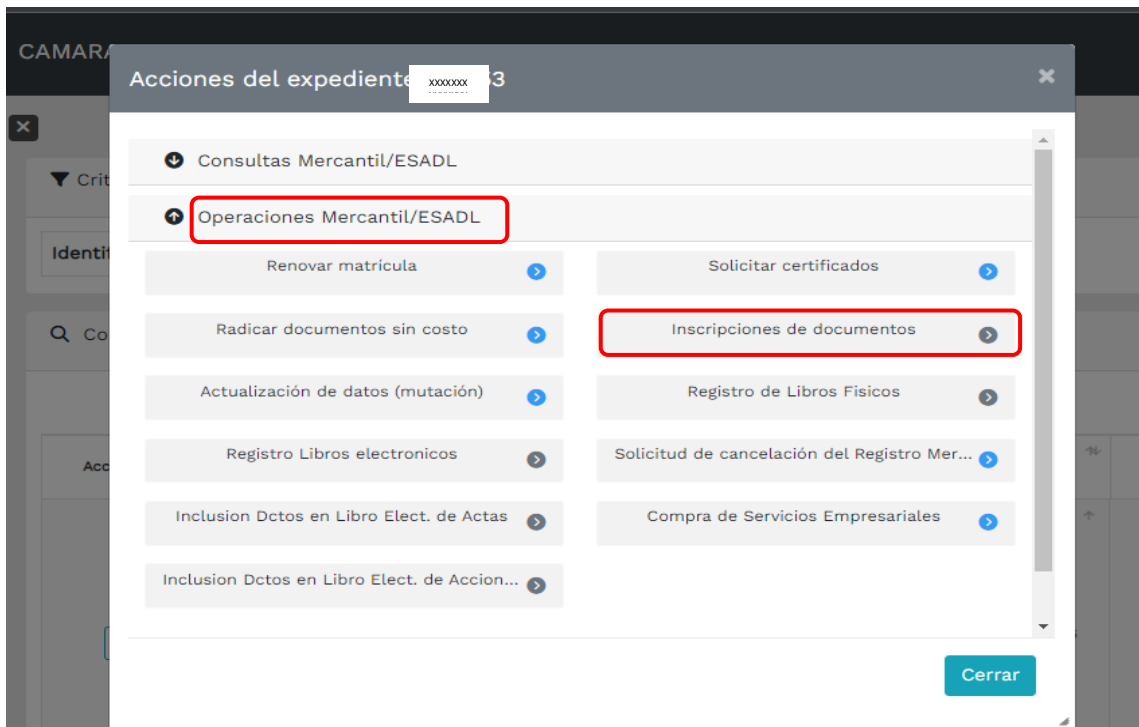 CAMARA
Acciones del expediente xxxxxxx 53
Consultas Mercantil/ESADL
Crit
Operaciones Mercantil/ESADL
Identif
Renovar matrícula
Solicitar certificados
Co
Radicar documentos sin costo
Inscripciones de documentos
Actualización de datos (mutación)
Registro de Libros Fisicos
Acc
Registro Libros electronicos
Solicitud de cancelación del Registro Mer...
Inclusion Dctos en Libro Elect. de Actas
Compra de Servicios Empresariales
Inclusion Dctos en Libro Elect. de Accion...
Cerrar